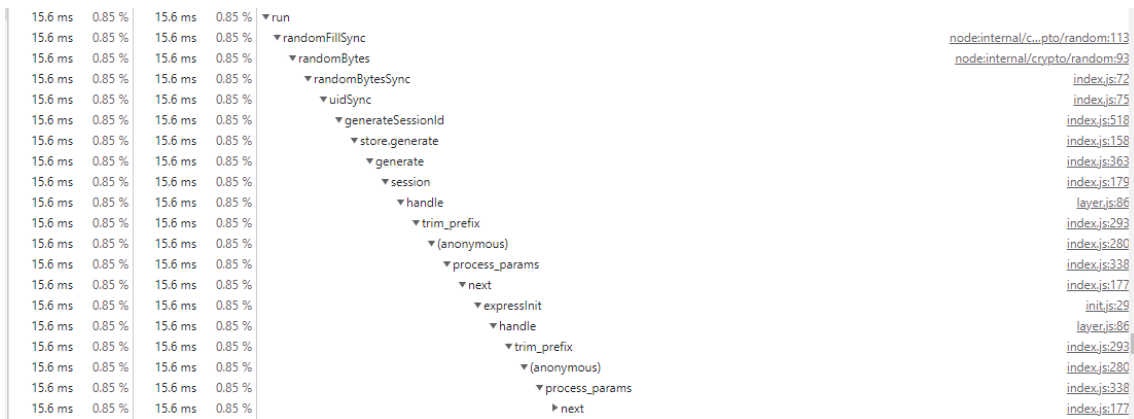 15.6 ms 0.85 % 15.6 ms 0.85 % ▼run
15.6 ms 0.85 % 15.6 ms 0.85 % ▼randomFillSync node:internal/c...pto/random:113
15.6 ms 0.85 % 15.6 ms 0.85 % ▼randomBytes node:internal/crypto/random:93
15.6 ms 0.85 % 15.6 ms 0.85 % ▼randomBytesSync index.js:72
15.6 ms 0.85 % 15.6 ms 0.85 % ▼uidSync index.js:75
15.6 ms 0.85 % 15.6 ms 0.85 % ▼generateSessionId index.js:518
15.6 ms 0.85 % 15.6 ms 0.85 % ▼store.generate index.js:158
15.6 ms 0.85 % 15.6 ms 0.85 % ▼generate index.js:363
15.6 ms 0.85 % 15.6 ms 0.85 % ▼session index.js:179
15.6 ms 0.85 % 15.6 ms 0.85 % ▼handle layer.js:86
15.6 ms 0.85 % 15.6 ms 0.85 % ▼trim_prefix index.js:293
15.6 ms 0.85 % 15.6 ms 0.85 % ▼(anonymous) index.js:280
15.6 ms 0.85 % 15.6 ms 0.85 % ▼process_params index.js:338
15.6 ms 0.85 % 15.6 ms 0.85 % ▼next index.js:177
15.6 ms 0.85 % 15.6 ms 0.85 % ▼expressInit init.js:29
15.6 ms 0.85 % 15.6 ms 0.85 % ▼handle layer.js:86
15.6 ms 0.85 % 15.6 ms 0.85 % ▼trim_prefix index.js:293
15.6 ms 0.85 % 15.6 ms 0.85 % ▼(anonymous) index.js:280
15.6 ms 0.85 % 15.6 ms 0.85 % ▼process_params index.js:338
15.6 ms 0.85 % 15.6 ms 0.85 % ▶next index.js:177